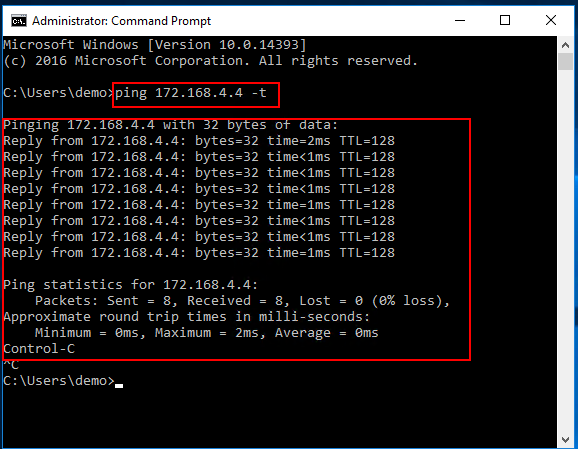 Administrator: Command Prompt
Microsoft Windows [Version 10.0.14393]
(c) 2016 Microsoft Corporation. All rights reserved.
C:\Users\demo>ping 172.168.4.4 -t
Pinging 172.168.4.4 with 32 bytes of data:
Reply from 172.168.4.4: bytes=32 time=2ms TTL=128
Reply from 172.168.4.4: bytes=32 time<1ms TTL=128
Reply from 172.168.4.4: bytes=32 time<1ms TTL=128
Reply from 172.168.4.4: bytes=32 time<1ms TTL=128
Reply from 172.168.4.4: bytes=32 time=1ms TTL=128
Reply from 172.168.4.4: bytes=32 time<1ms TTL=128
Reply from 172.168.4.4: bytes=32 time<1ms TTL=128
Reply from 172.168.4.4: bytes=32 time=1ms TTL=128
Ping statistics for 172.168.4.4:
    Packets: Sent = 8, Received = 8, Lost = 0 (0% loss),
Approximate round trip times in milli-seconds:
    Minimum = 0ms, Maximum = 2ms, Average = 0ms
Control-C
^C
C:\Users\demo>